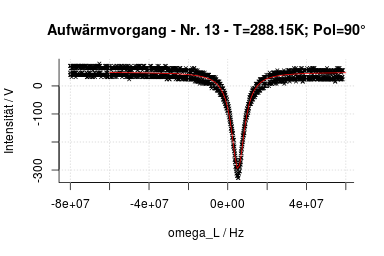 Aufwärmvorgang - Nr. 13 - T=288.15K; Pol=90°
Intensität / V
0
-100
-300
-8e+07 -4e+07 0e+00 4e+07
omega_L / Hz